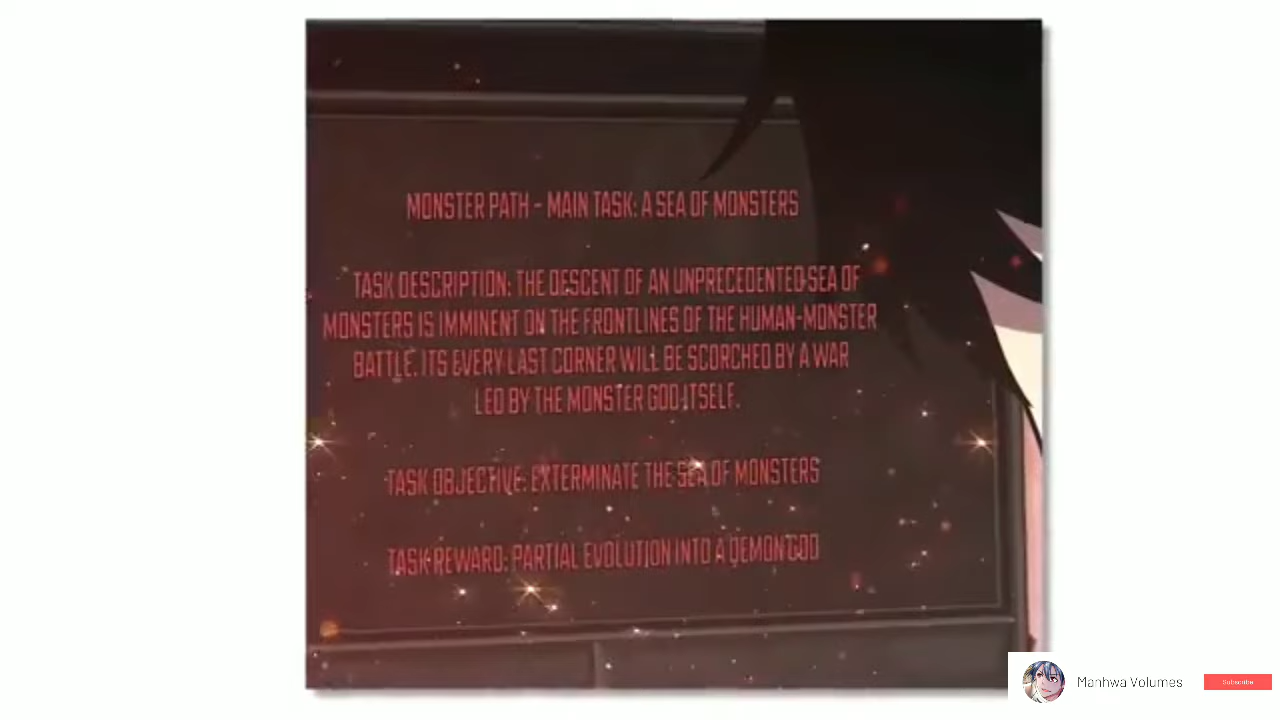 MONSTER PATH - MAIN TASK: A SEA OF MONSTERS
TASK DESCRIPTION: THE DESCENT OF AN UNPRECEDENTED SEA OF
MONSTERS IS IMMINENT ON THE FRONTLINES OF THE HUMAN-MONSTER
BATTLE. ITS EVERY LAST CORNER WILL BE SCORCHED BY A WAR
LED BY THE MONSTER GOD ITSELF.
TASK OBJECTIVE: EXTERMINATE THE SEA OF MONSTERS
TASK REWARD: PARTIAL EVOLUTION INTO A DEMON GOD
Manhwa Volumes
Subscribe